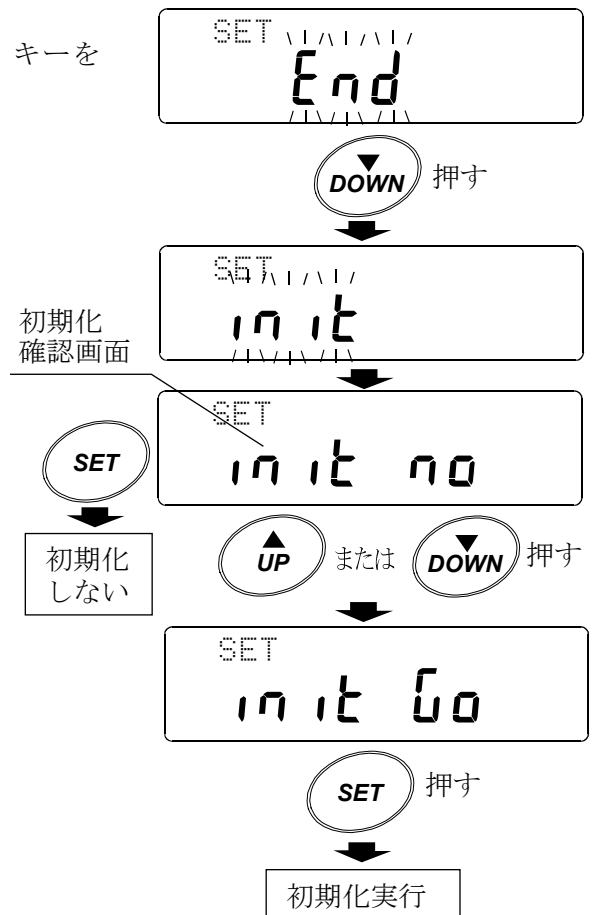 SET
キーを
End
▼
DOWN
押す
SET
init
初期化
確認画面
SET
init no
SET
初期化
しない
▲
UP
または
▼
DOWN
押す
SET
init Go
SET
押す
初期化実行